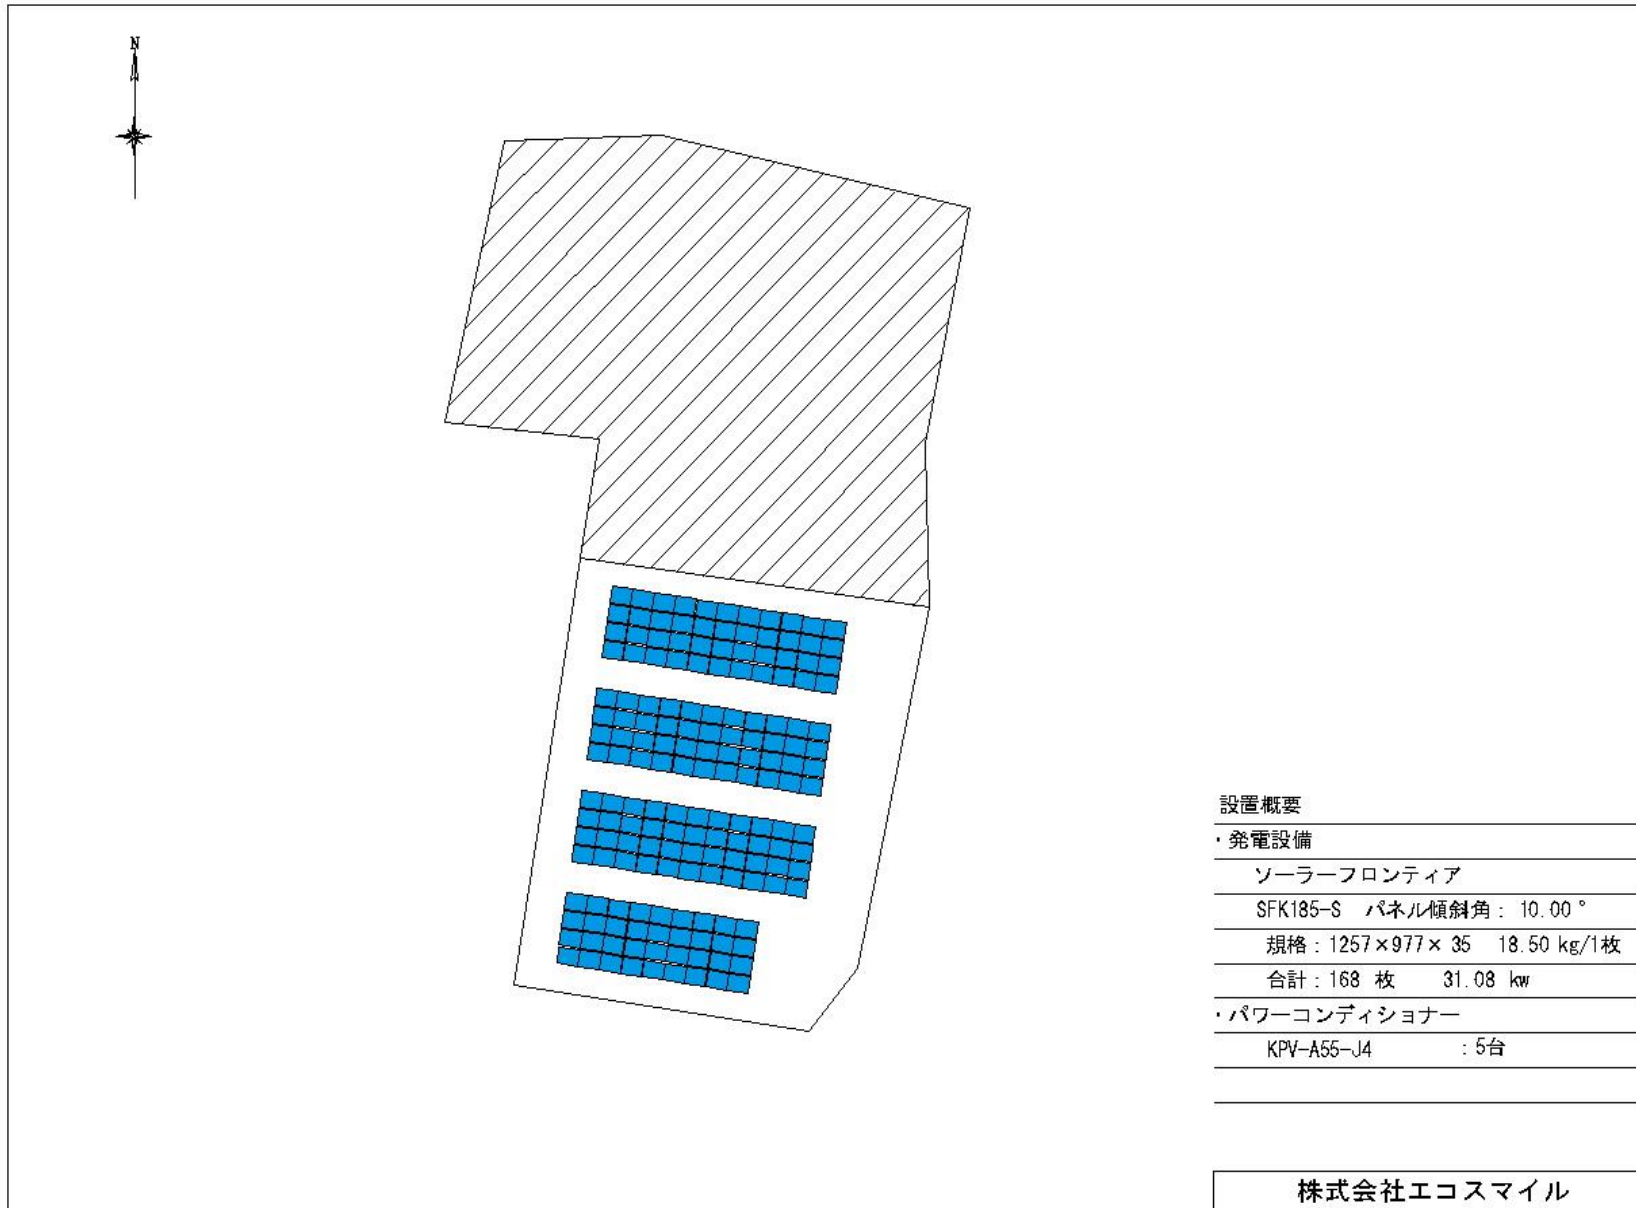 N
設置概要
・発電設備
ソーラーフロンティア
SFK185-S パネル傾斜角：10.00°
規格：1257×977×35 18.50 kg/1枚
合計：168 枚 31.08 kw
・パワーコンディショナー
KPV-A55-J4 ：5台
株式会社エコスマイル